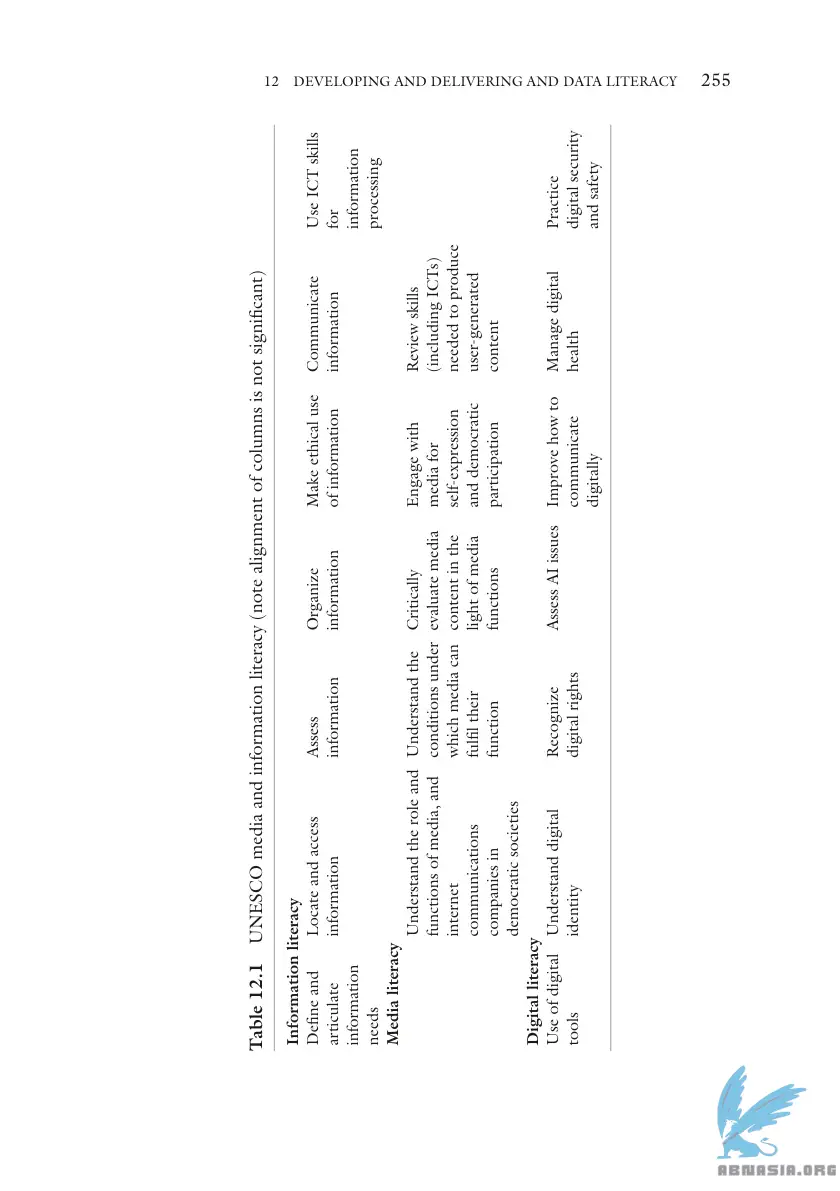 12 DEVELOPING AND DELIVERING AND DATA LITERACY 255
Table 12.1 UNESCO media and information literacy (note alignment of columns is not significant)
Information literacy
Define and
articulate
information
needs
Locate and access
information
Assess
information
Organize
information
Make ethical use
of information
Communicate
information
Use ICT skills
for
information
processing
Media literacy
Understand the role and
functions of media, and
internet
communications
companies in
democratic societies
Understand the
conditions under
which media can
fulfil their
function
Critically
evaluate media
content in the
light of media
functions
Engage with
media for
self-expression
and democratic
participation
Review skills
(including ICTs)
needed to produce
user-generated
content
Digital literacy
Use of digital
tools
Understand digital
identity
Recognize
digital rights
Assess AI issues
Improve how to
communicate
digitally
Manage digital
health
Practice
digital security
and safety
ABNASIA.ORG